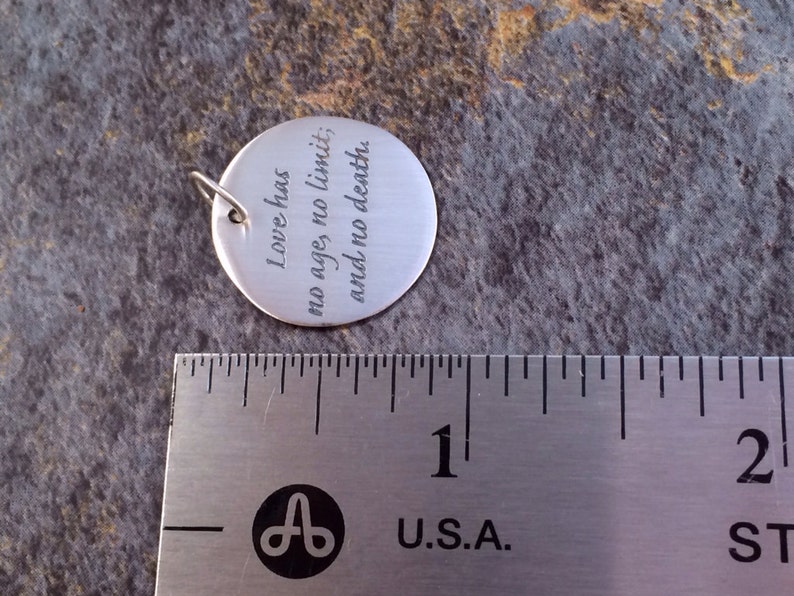 Love has
no age, no limit;
and no death.
1
2
U.S.A.
ST